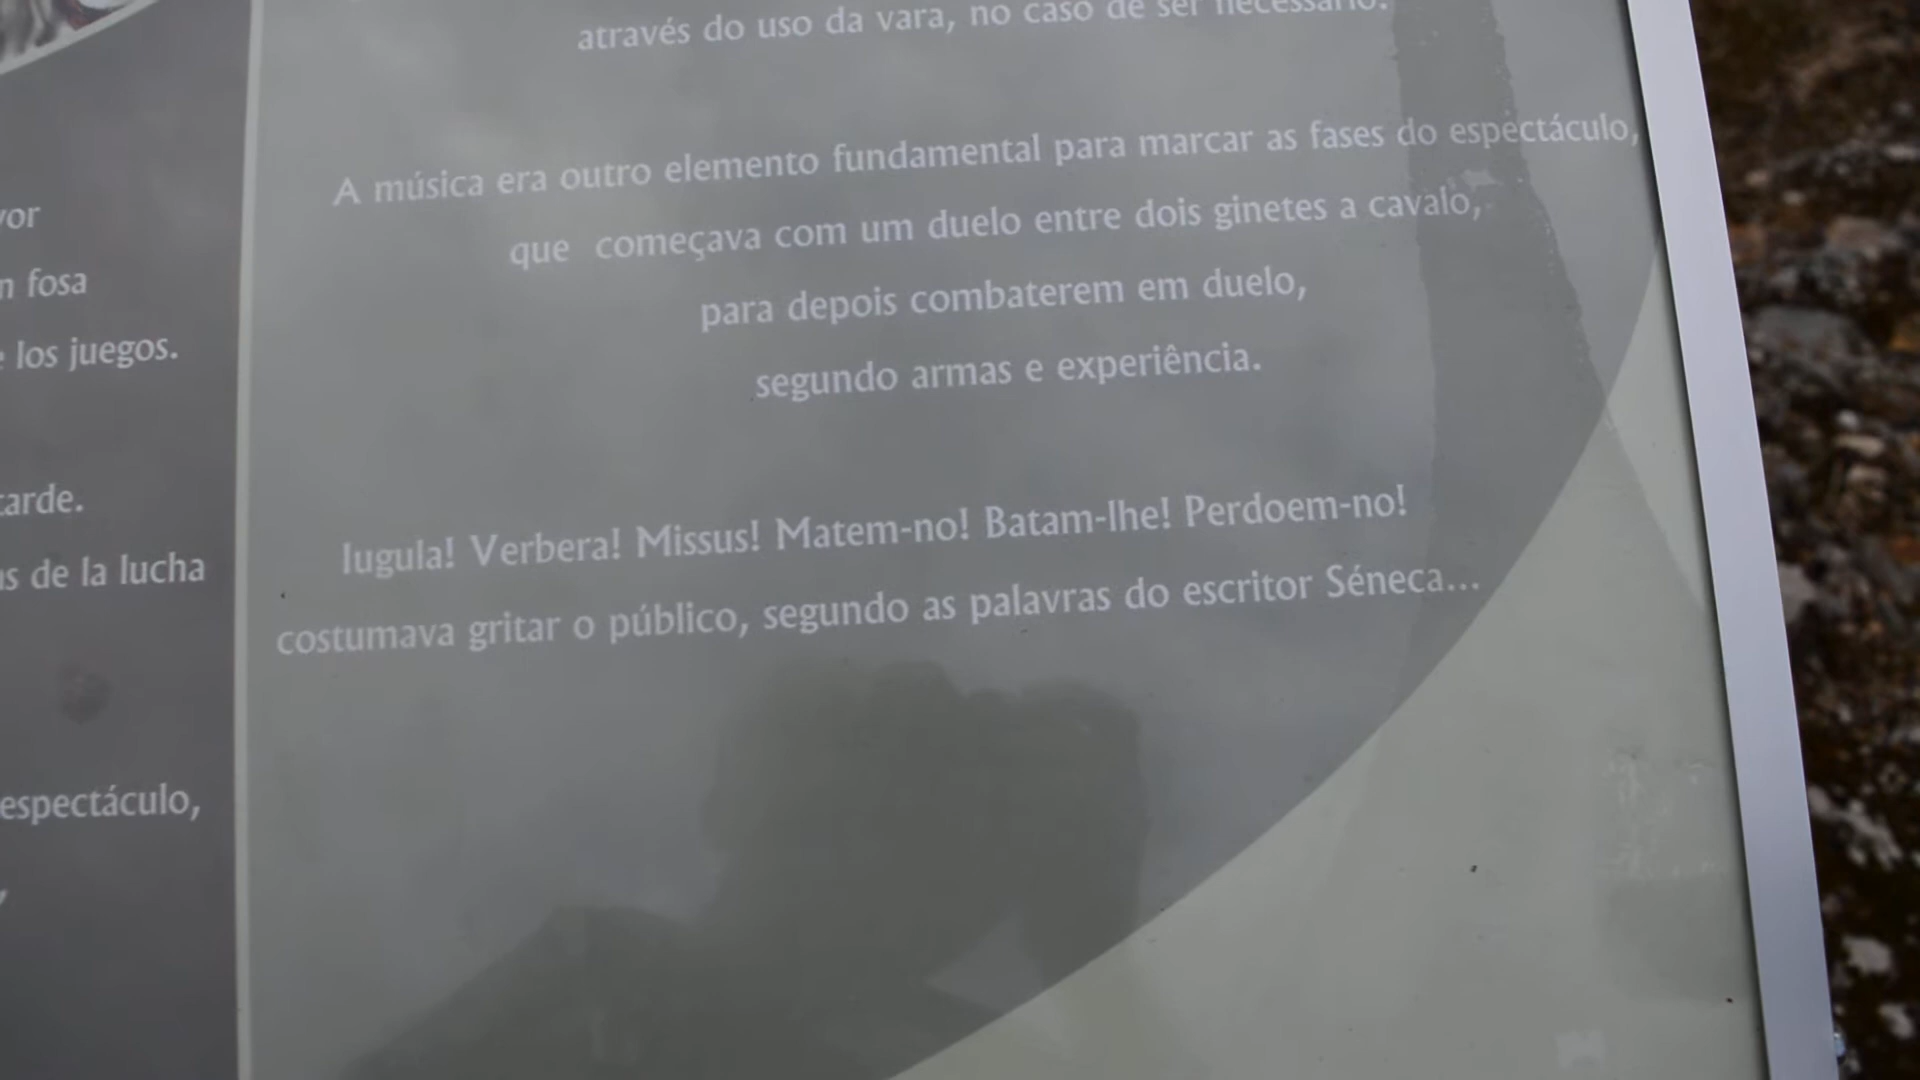 vor
n fosa
e los juegos.
tarde.
as de la lucha
espectáculo,
através do uso da vara, no caso de ser necessário.
A música era outro elemento fundamental para marcar as fases do espectáculo,
que começava com um duelo entre dois ginetes a cavalo,
para depois combaterem em duelo,
segundo armas e experiência.
Iugula! Verbera! Missus! Matem-no! Batam-lhe! Perdoem-no!
costumava gritar o público, segundo as palavras do escritor Séneca...